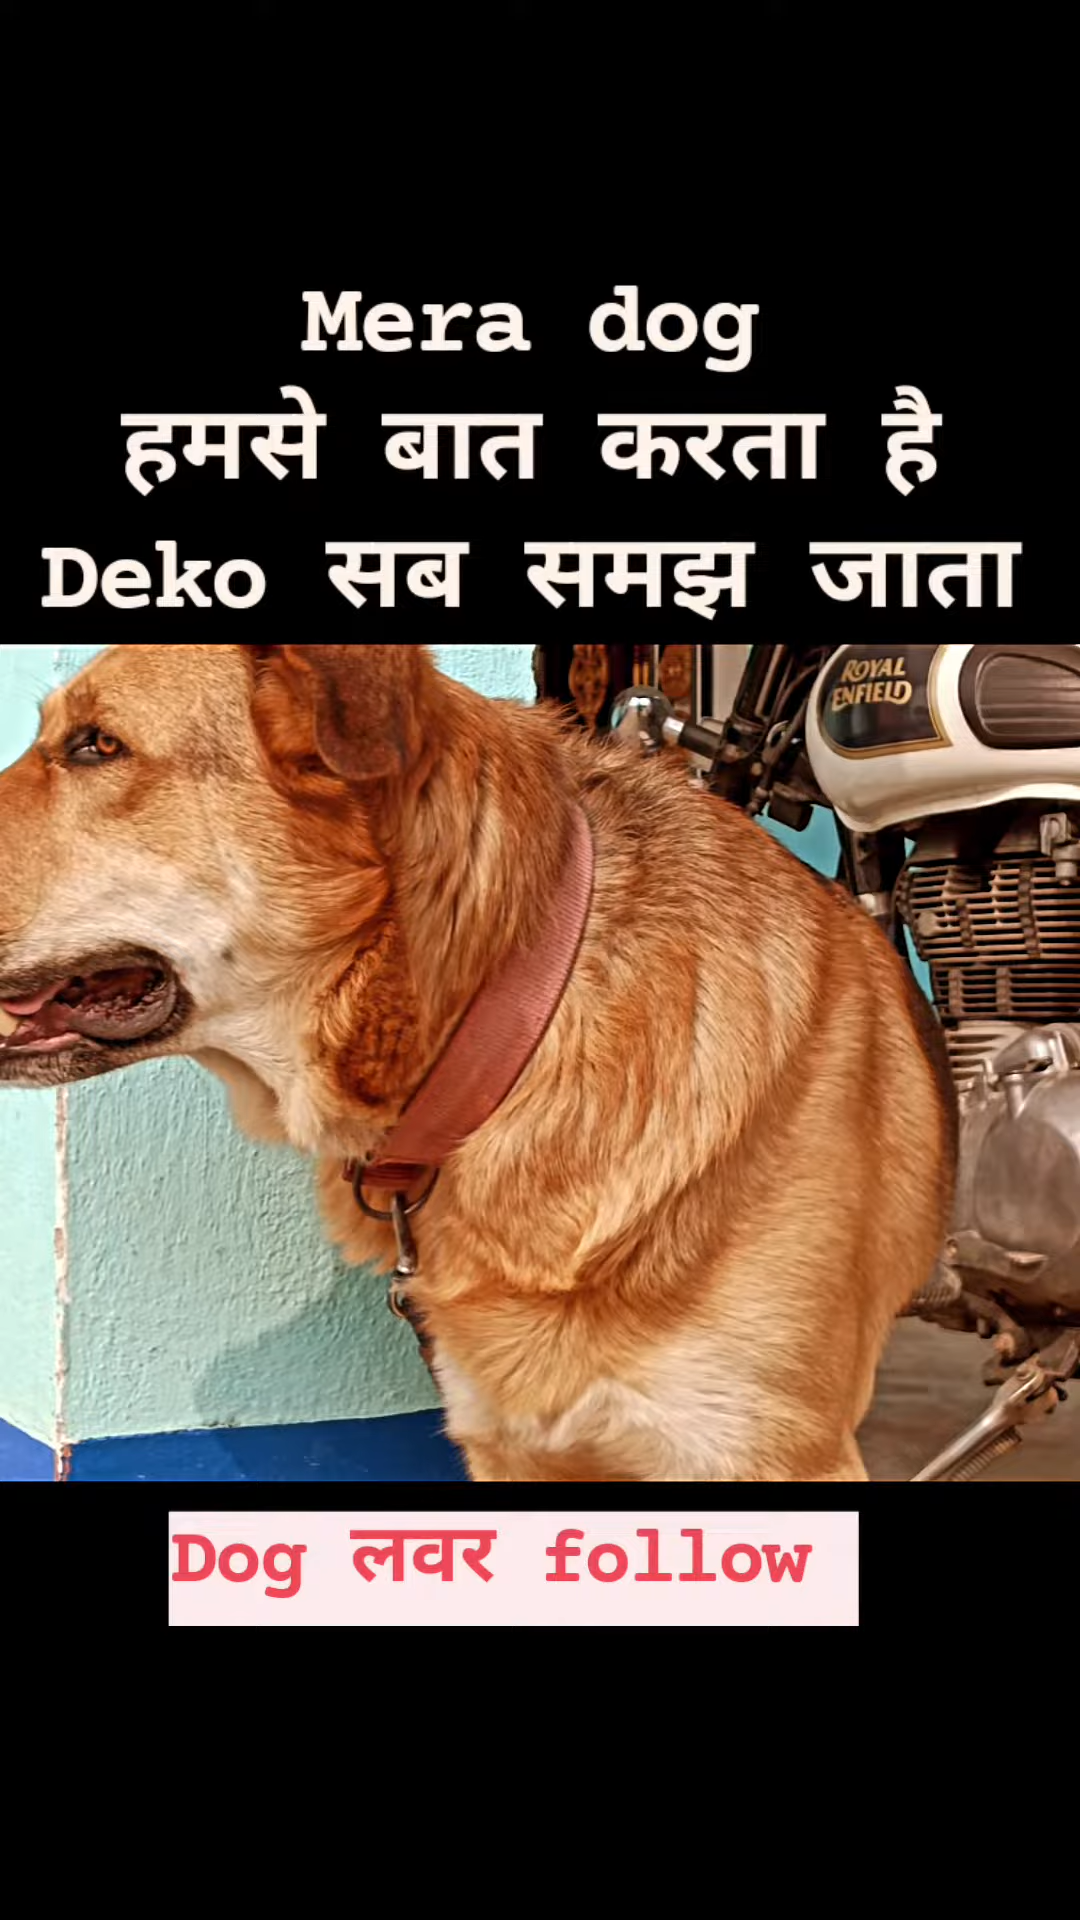 Mera dog
हमसे बात करता है
Deko सब समझ जाता
ROYAL
ENFIELD
Dog लवर follow